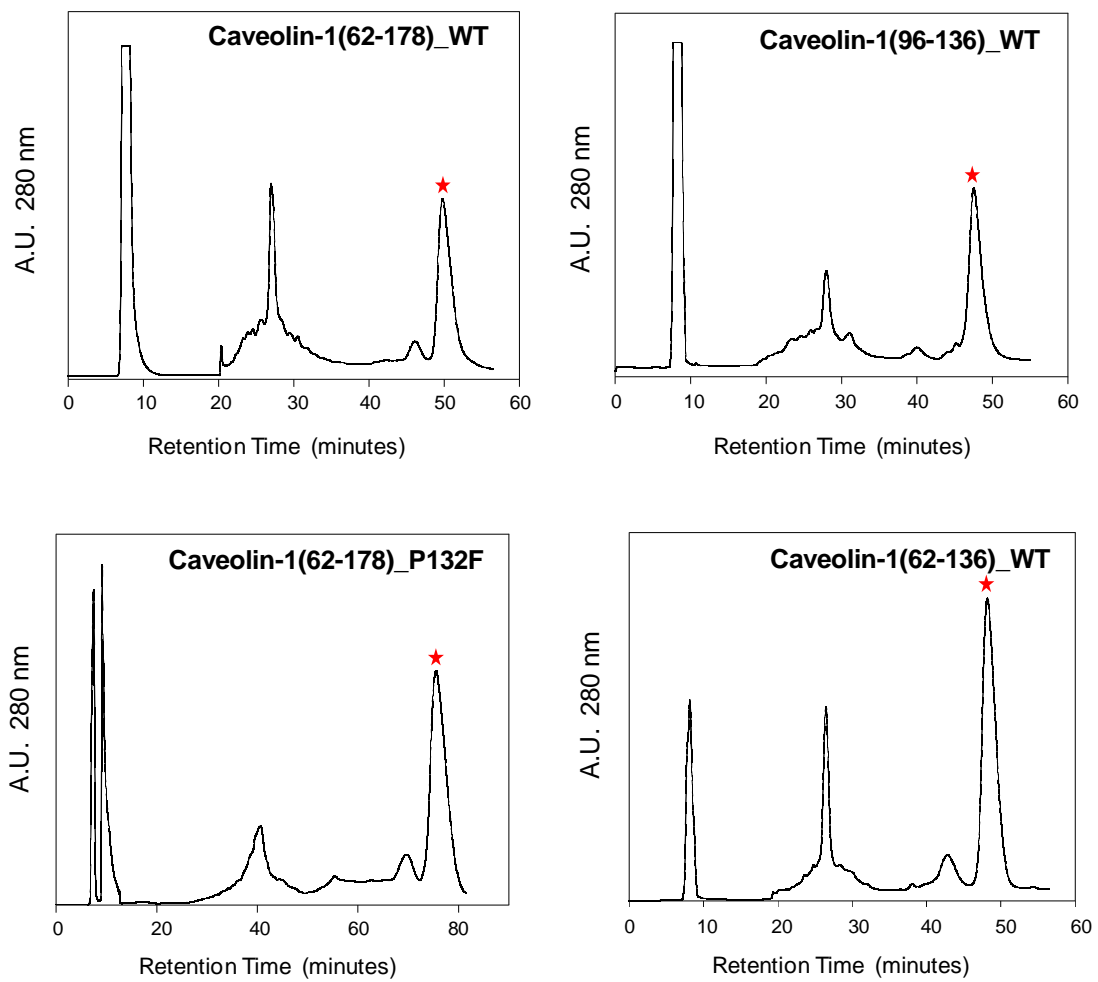 Caveolin-1(62-178)_WT
A.U. 280 nm
0 10 20 30 40 50 60
Retention Time (minutes)
Caveolin-1(96-136)_WT
A.U. 280 nm
0 10 20 30 40 50 60
Retention Time (minutes)
Caveolin-1(62-178)_P132F
A.U. 280 nm
0 20 40 60 80
Retention Time (minutes)
Caveolin-1(62-136)_WT
A.U. 280 nm
0 10 20 30 40 50 60
Retention Time (minutes)